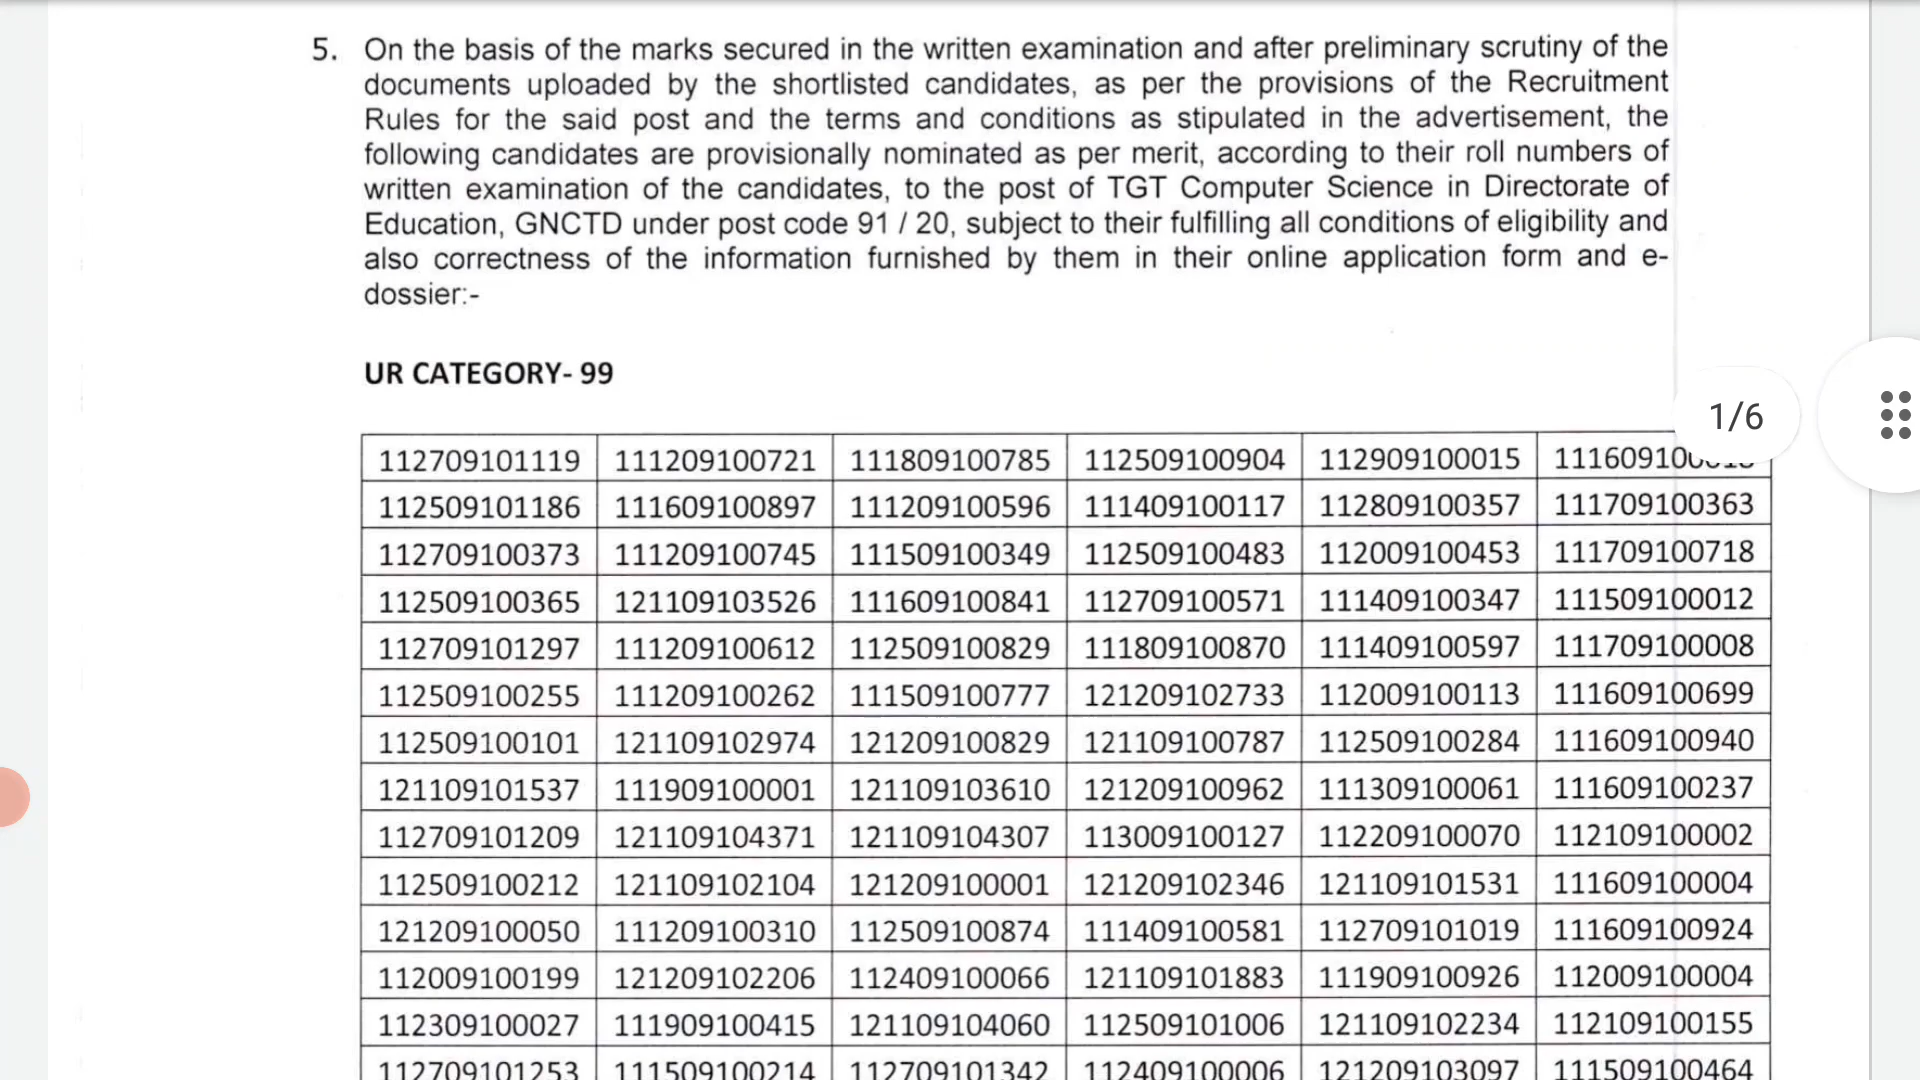 5. On the basis of the marks secured in the written examination and after preliminary scrutiny of the
documents uploaded by the shortlisted candidates, as per the provisions of the Recruitment
Rules for the said post and the terms and conditions as stipulated in the advertisement, the
following candidates are provisionally nominated as per merit, according to their roll numbers of
written examination of the candidates, to the post of TGT Computer Science in Directorate of
Education, GNCTD under post code 91 / 20, subject to their fulfilling all conditions of eligibility and
also correctness of the information furnished by them in their online application form and e-
dossier:-
UR CATEGORY- 99
1/6
112709101119 111209100721 111809100785 112509100904 112909100015
112509101186 111609100897 111209100596 111409100117 112809100357 111709100363
112709100373 111209100745 111509100349 112509100483 112009100453 111709100718
112509100365 121109103526 111609100841 112709100571 111409100347 111509100012
112709101297 111209100612 112509100829 111809100870 111409100597 111709100008
112509100255 111209100262 111509100777 121209102733 112009100113 111609100699
112509100101 121109102974 121209100829 121109100787 112509100284 111609100940
121109101537 111909100001 121109103610 121209100962 111309100061 111609100237
112709101209 121109104371 121109104307 113009100127 112209100070 112109100002
112509100212 121109102104 121209100001 121209102346 121109101531 111609100004
121209100050 111209100310 112509100874 111409100581 112709101019 111609100924
112009100199 121209102206 112409100066 121109101883 111909100926 112009100004
112309100027 111909100415 121109104060 112509101006 121109102234 112109100155
112709101253 111509100214 112709101342 112409100006 121209103097 111509100464